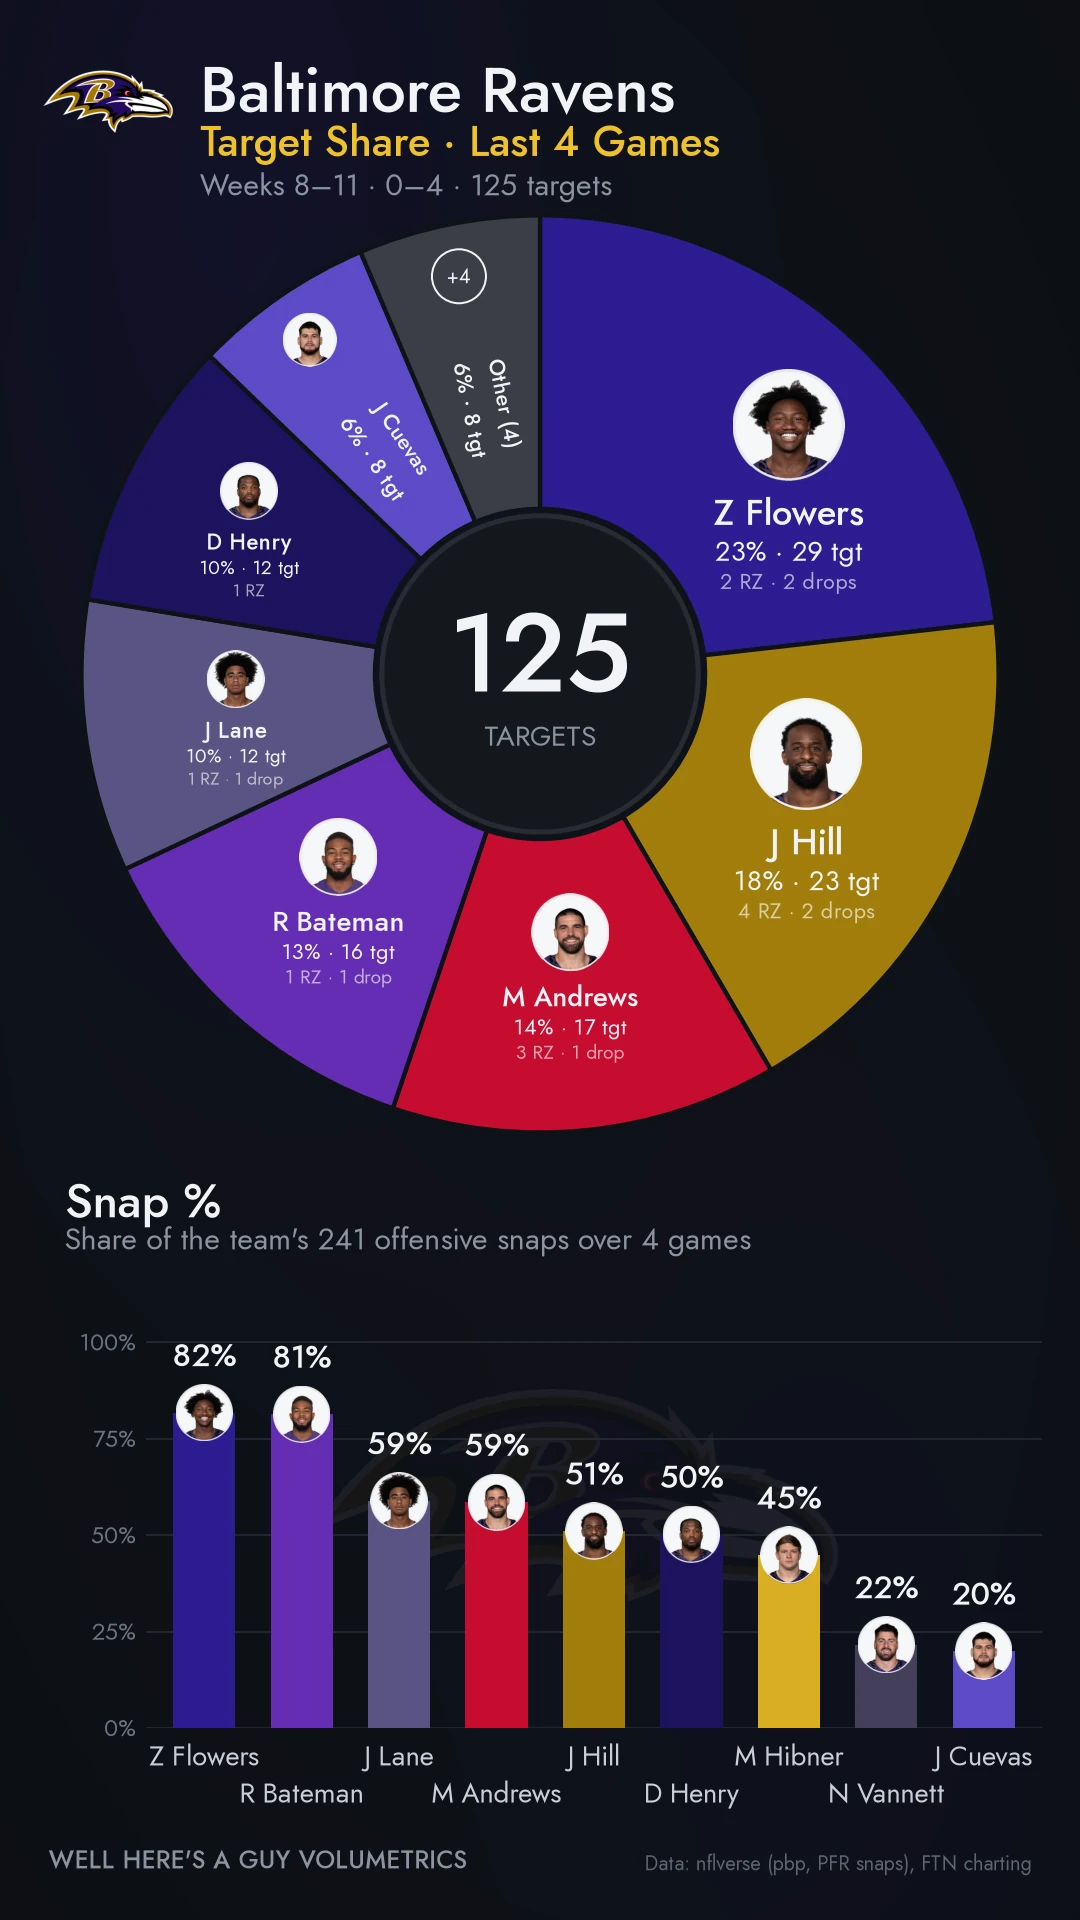 Baltimore Ravens
Target Share · Last 4 Games
Weeks 8–11 · 0–4 · 125 targets
+4
Other (4)
6% · 8 tgt
J Cuevas
6% · 8 tgt
Z Flowers
23% · 29 tgt
2 RZ · 2 drops
D Henry
10% · 12 tgt
1 RZ
125
TARGETS
J Lane
10% · 12 tgt
1 RZ · 1 drop
J Hill
18% · 23 tgt
4 RZ · 2 drops
R Bateman
13% · 16 tgt
1 RZ · 1 drop
M Andrews
14% · 17 tgt
3 RZ · 1 drop
Snap %
Share of the team's 241 offensive snaps over 4 games
100%
75%
50%
25%
0%
82%
81%
59%
59%
51%
50%
45%
22%
20%
Z Flowers
R Bateman
J Lane
M Andrews
J Hill
D Henry
M Hibner
N Vannett
J Cuevas
WELL HERE'S A GUY VOLUMETRICS
Data: nflverse (pbp, PFR snaps), FTN charting